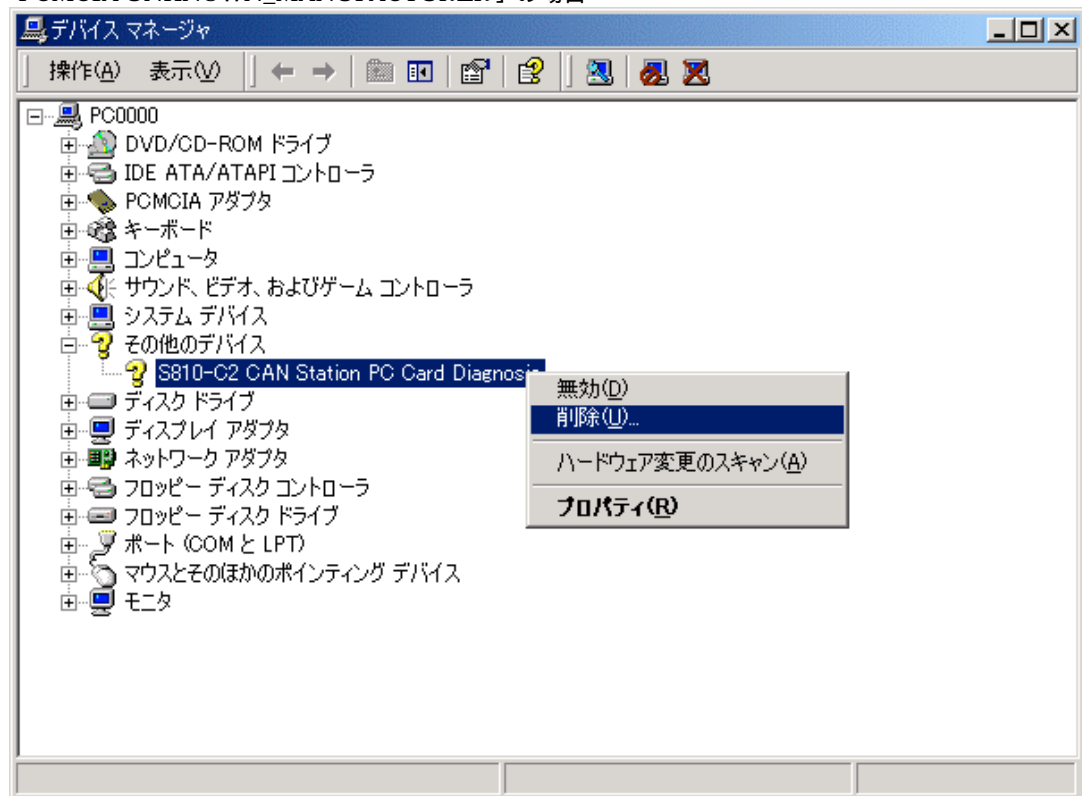 デバイス マネージャ
操作(A) 表示(V)
PC0000
DVD/CD-ROM ドライブ
IDE ATA/ATAPI コントローラ
PCMCIA アダプタ
キーボード
コンピュータ
サウンド、ビデオ、およびゲーム コントローラ
システム デバイス
その他のデバイス
S810-C2 CAN Station PC Card Diagnosis
ディスク ドライブ
ディスプレイ アダプタ
ネットワーク アダプタ
フロッピー ディスク コントローラ
フロッピー ディスク ドライブ
ポート (COM と LPT)
マウスとそのほかのポインティング デバイス
モニタ
無効(D)
削除(U)...
ハードウェア変更のスキャン(A)
プロパティ(R)